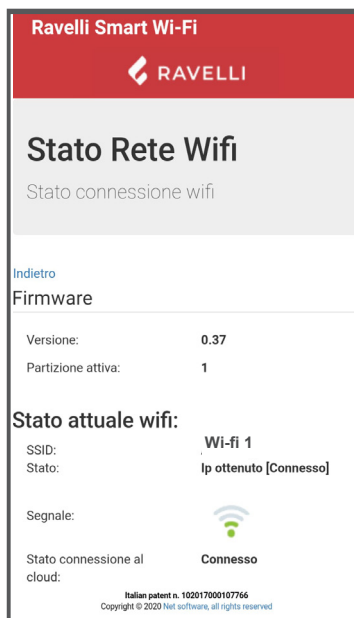 Ravelli Smart Wi-Fi
RAVELLI
Stato Rete Wifi
Stato connessione wifi
Indietro
Firmware
Versione: 0.37
Partizione attiva: 1
Stato attuale wifi:
SSID: Wi-fi 1
Stato: Ip ottenuto [Connesso]
Segnale:
Stato connessione al Connesso
cloud:
Italian patent n. 102017000107766
Copyright © 2020 Net software, all rights reserved